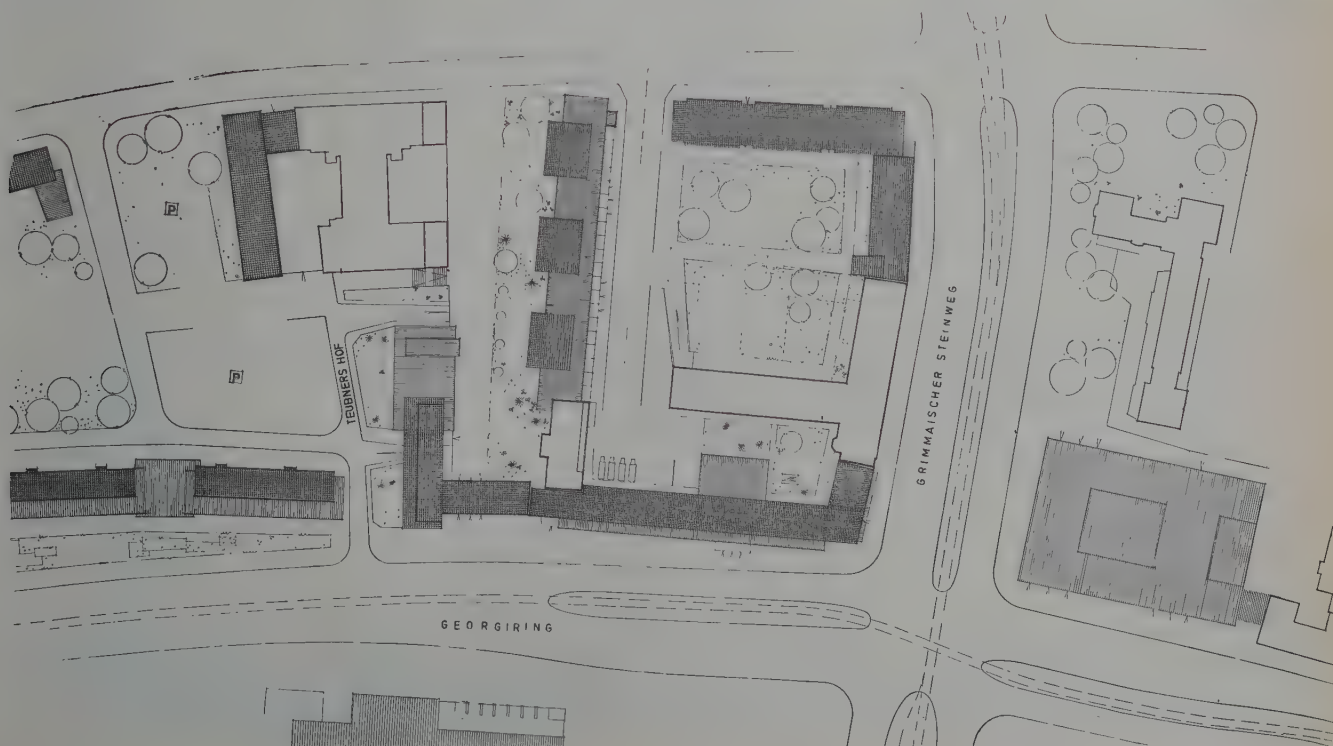 P
P
TEUBNERS HOF
GRIMMAISCHER STEINWEG
GEORGIRING